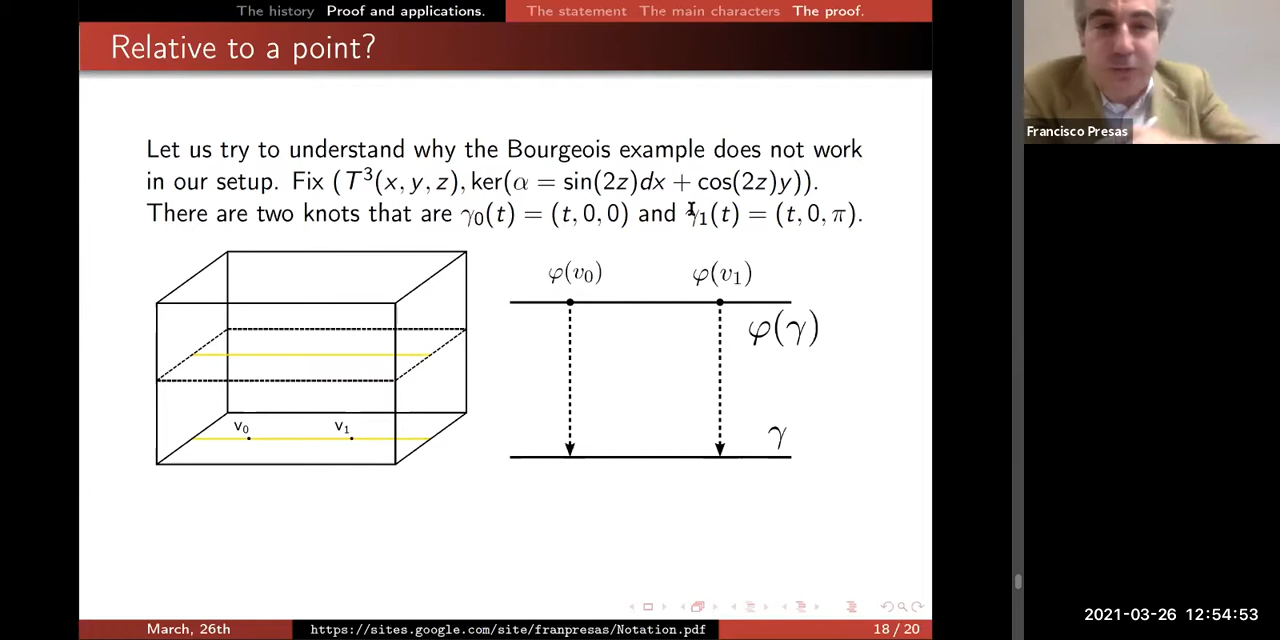 The history Proof and applications. The statement The main characters The proof.
Relative to a point?
Let us try to understand why the Bourgeois example does not work
in our setup. Fix (T³(x, y, z), ker(α = sin(2z)dx + cos(2z)y)).
There are two knots that are γ₀(t) = (t, 0, 0) and γ₁(t) = (t, 0, π).
φ(v₀) φ(v₁)
φ(γ)
v₀ v₁
γ
March, 26th https://sites.google.com/site/franpresas/Notation.pdf 18 / 20
Francisco Presas
2021-03-26 12:54:53